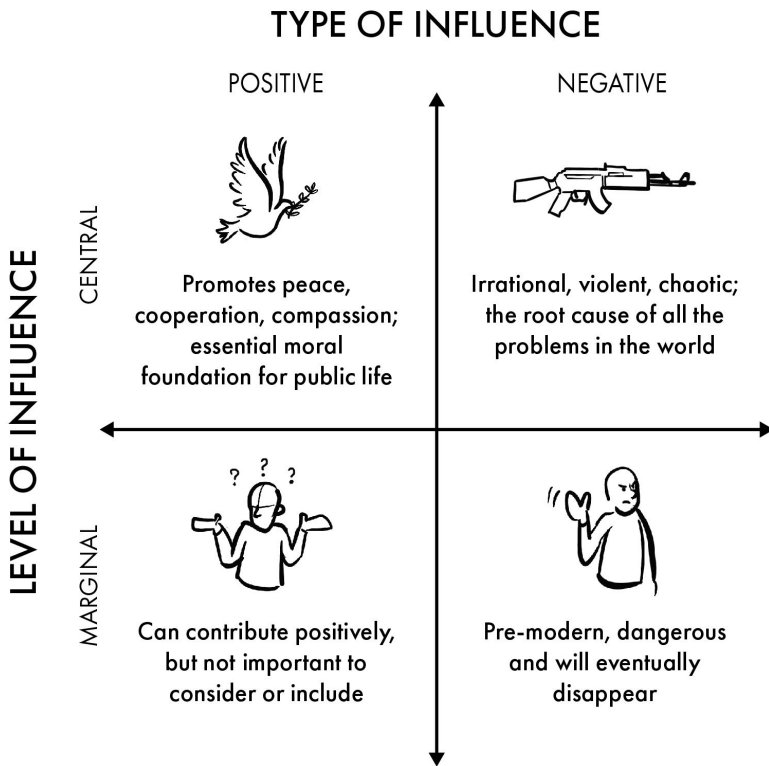 TYPE OF INFLUENCE
POSITIVE
NEGATIVE
LEVEL OF INFLUENCE
CENTRAL
Promotes peace,
cooperation, compassion;
essential moral
foundation for public life
Irrational, violent, chaotic;
the root cause of all the
problems in the world
MARGINAL
? ? ?
Can contribute positively,
but not important to
consider or include
Pre-modern, dangerous
and will eventually
disappear